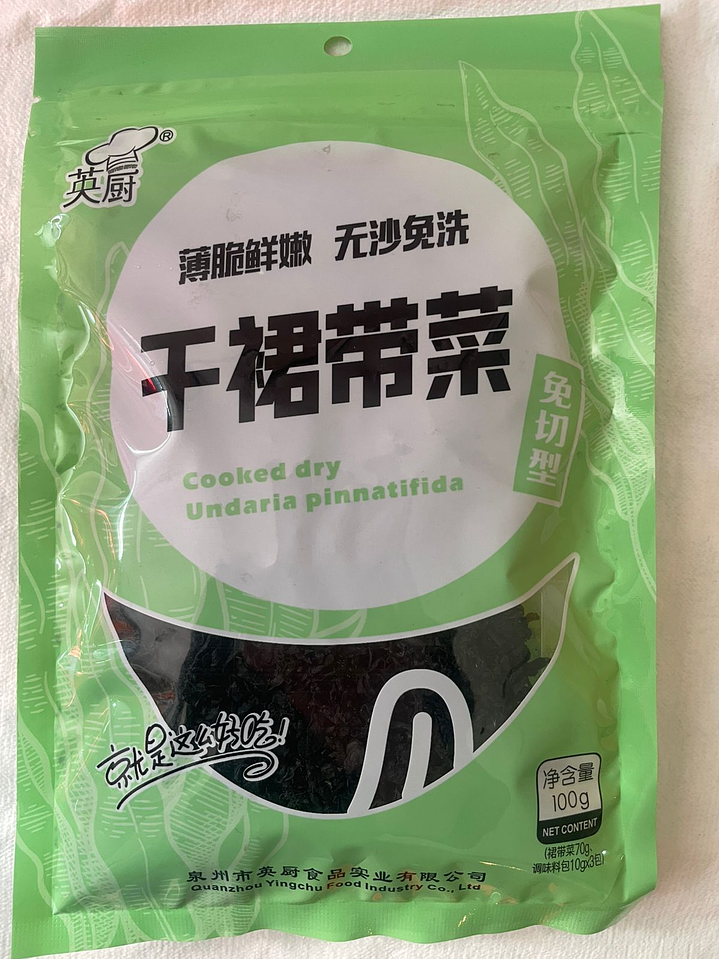 英厨®
薄脆鲜嫩 无沙免洗
干裙带菜
免切型
Cooked dry
Undaria pinnatifida
就是这么好吃!
净含量
100g
NET CONTENT
(裙带菜70g、
调味料包10gx3包)
泉州市英厨食品实业有限公司
Quanzhou Yingchu Food Industry Co., Ltd